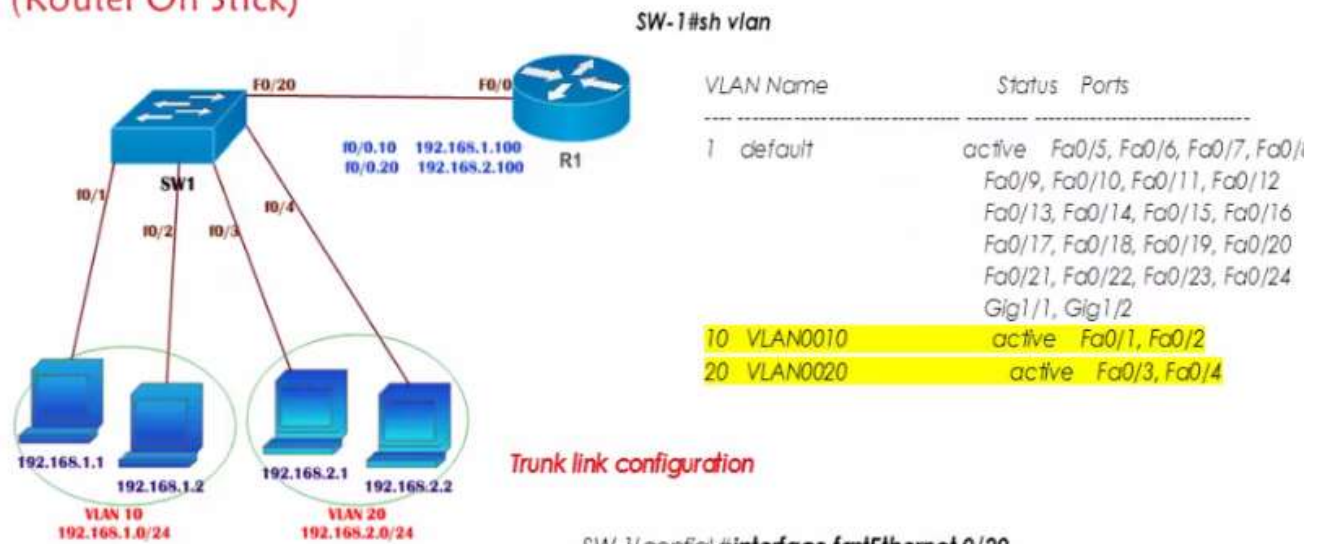 (Router On Stick)
SW-1#sh vlan
F0/20
F0/0
f0/0.10 192.168.1.100
f0/0.20 192.168.2.100
R1
SW1
f0/1
f0/2
f0/3
f0/4
192.168.1.1
192.168.1.2
192.168.2.1
192.168.2.2
VLAN 10
192.168.1.0/24
VLAN 20
192.168.2.0/24
VLAN Name Status Ports
---- -------------------------------- --------- -------------------------------
1 default active Fa0/5, Fa0/6, Fa0/7,
Fa0/9, Fa0/10, Fa0/11, Fa0/12
Fa0/13, Fa0/14, Fa0/15, Fa0/16
Fa0/17, Fa0/18, Fa0/19, Fa0/20
Fa0/21, Fa0/22, Fa0/23, Fa0/24
Gig1/1, Gig1/2
10 VLAN0010 active Fa0/1, Fa0/2
20 VLAN0020 active Fa0/3, Fa0/4
Trunk link configuration